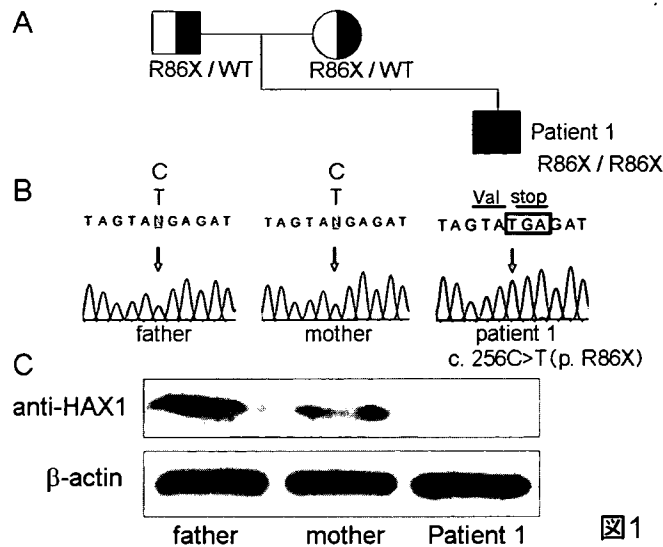 A
R86X / WT R86X / WT
Patient 1
R86X / R86X
B
C C
T T Val stop
TAGTANGAGAT TAGTANGAGAT TAGTATGAGAT
father mother patient 1
c. 256C>T (p. R86X)
C
anti-HAX1
β-actin
father mother Patient 1
図1